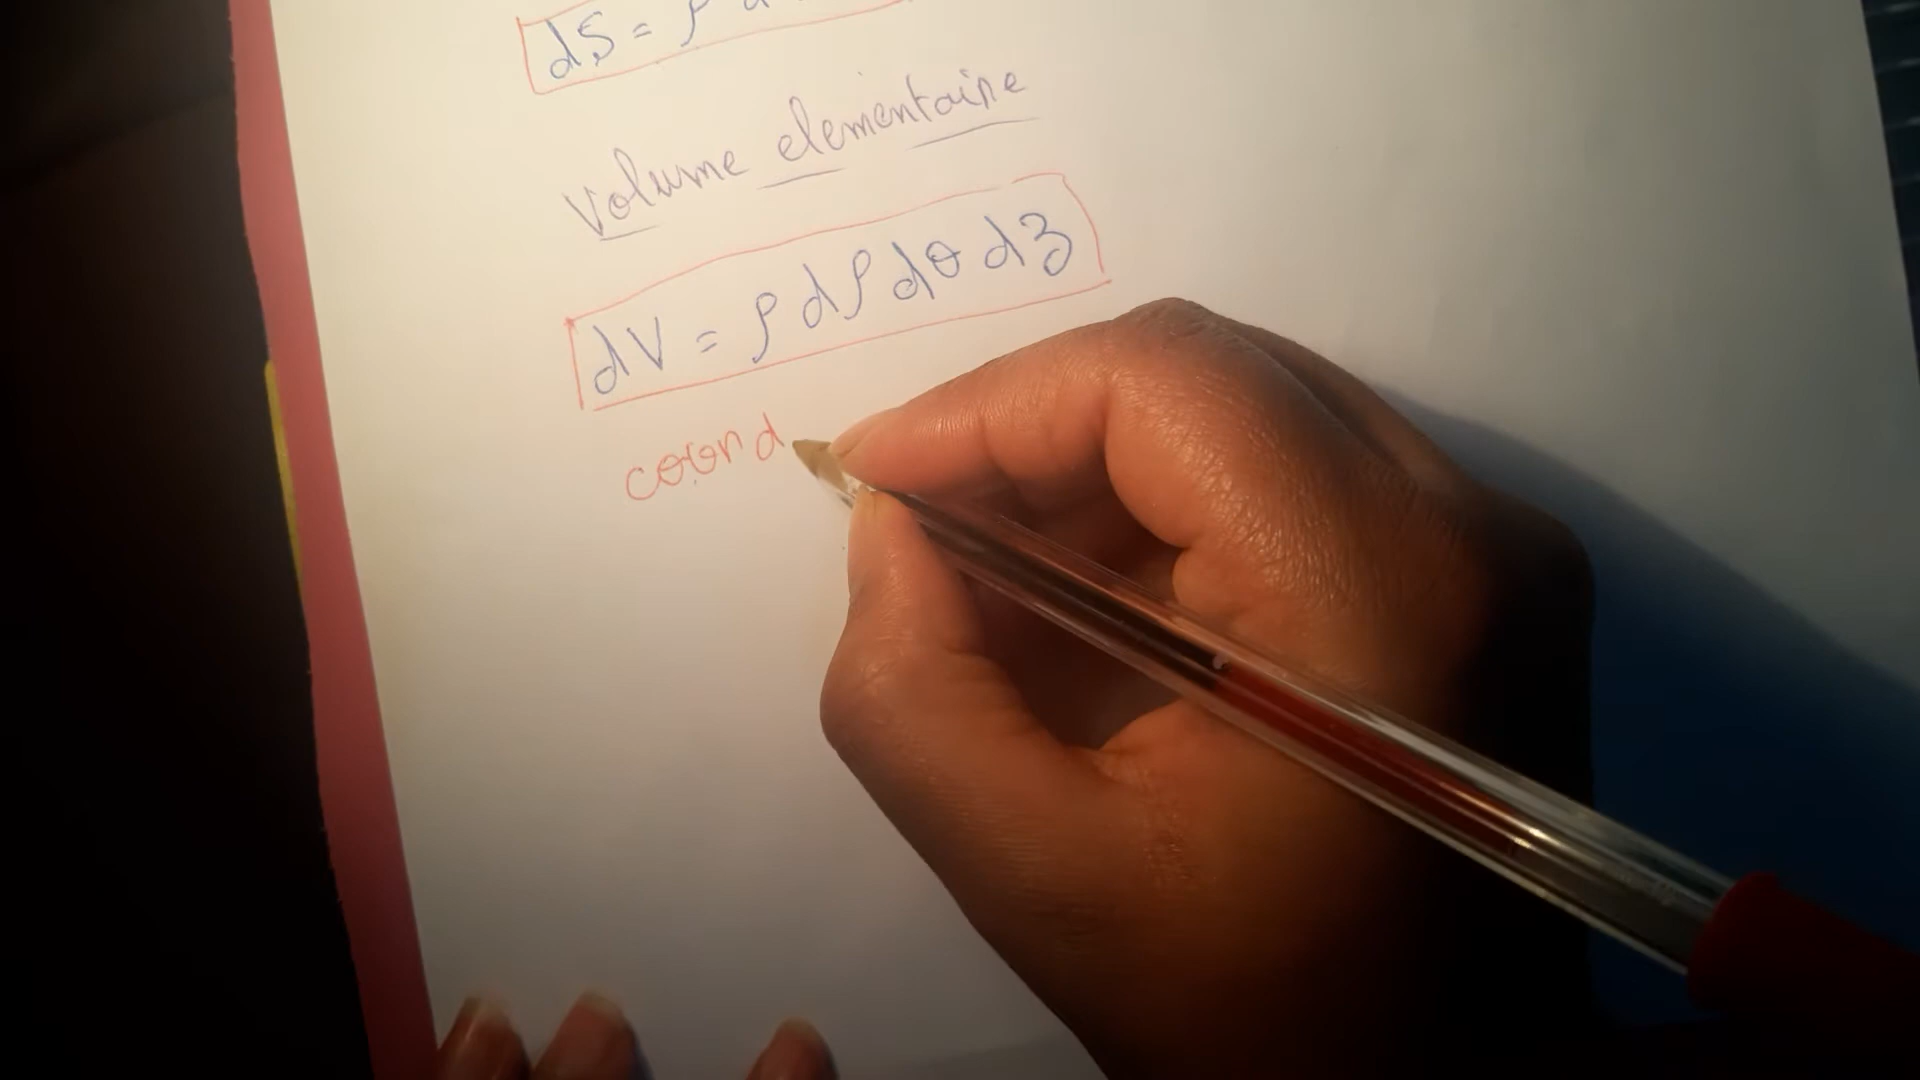 dS = ρ
Volume elementaire
dV = ρ dρ dθ dz
coord